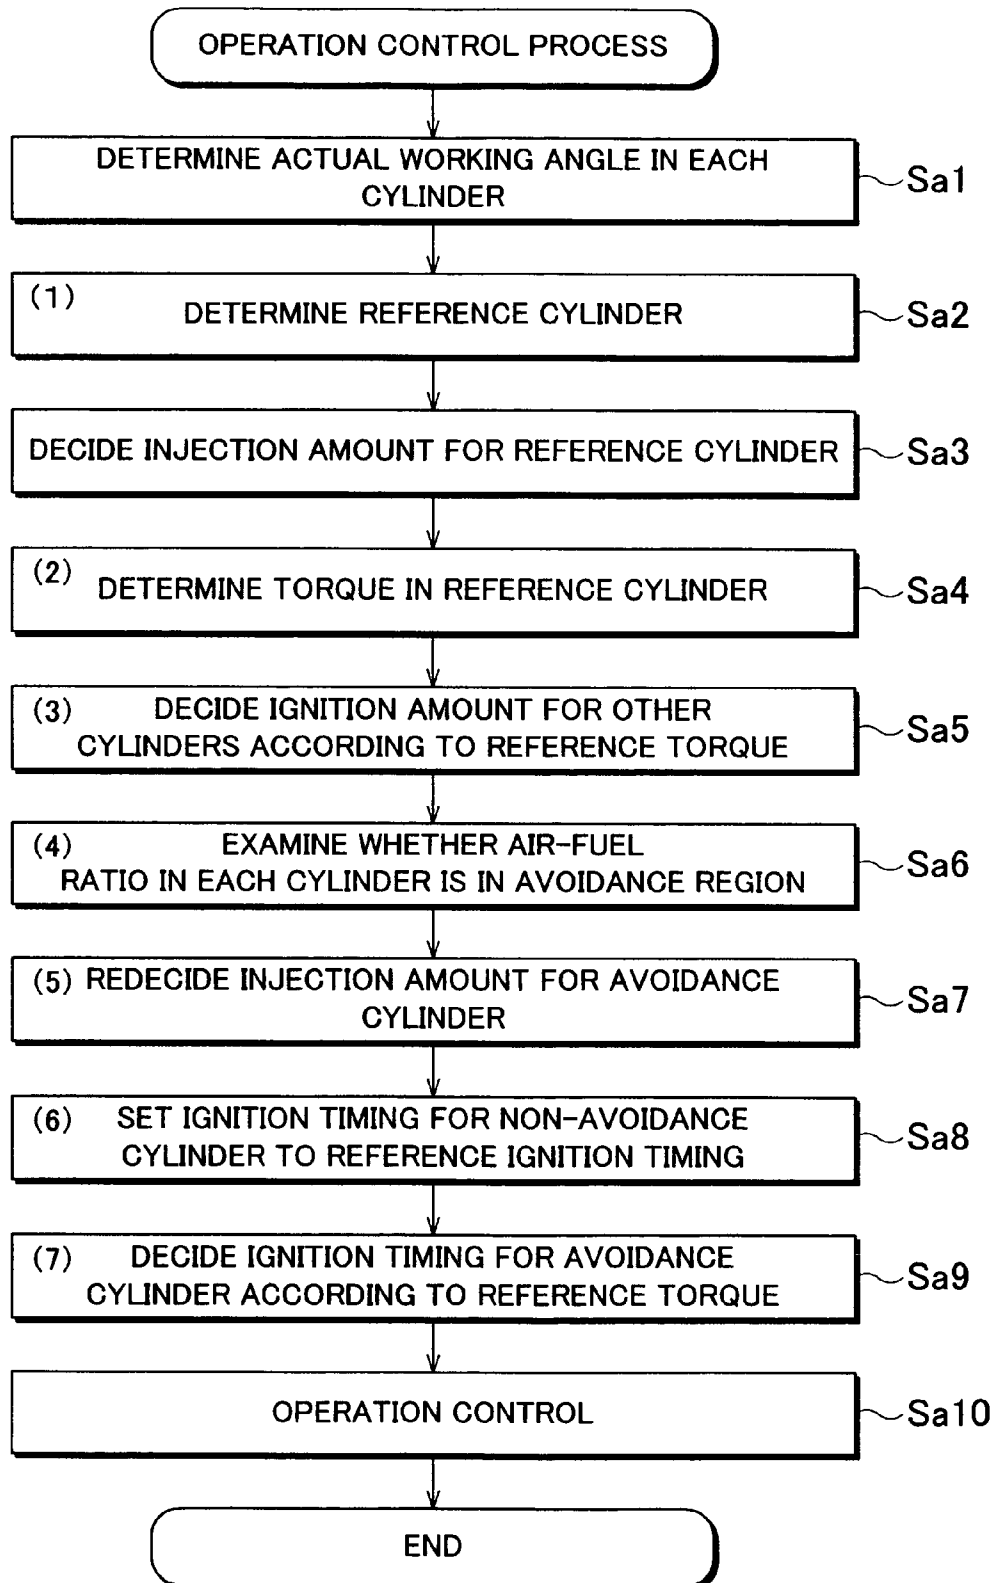 OPERATION CONTROL PROCESS
DETERMINE ACTUAL WORKING ANGLE IN EACH
CYLINDER
Sa1
(1)
DETERMINE REFERENCE CYLINDER
Sa2
DECIDE INJECTION AMOUNT FOR REFERENCE CYLINDER
Sa3
(2)
DETERMINE TORQUE IN REFERENCE CYLINDER
Sa4
(3) DECIDE IGNITION AMOUNT FOR OTHER
CYLINDERS ACCORDING TO REFERENCE TORQUE
Sa5
(4) EXAMINE WHETHER AIR-FUEL
RATIO IN EACH CYLINDER IS IN AVOIDANCE REGION
Sa6
(5) REDECIDE INJECTION AMOUNT FOR AVOIDANCE
CYLINDER
Sa7
(6) SET IGNITION TIMING FOR NON-AVOIDANCE
CYLINDER TO REFERENCE IGNITION TIMING
Sa8
(7) DECIDE IGNITION TIMING FOR AVOIDANCE
CYLINDER ACCORDING TO REFERENCE TORQUE
Sa9
OPERATION CONTROL
Sa10
END